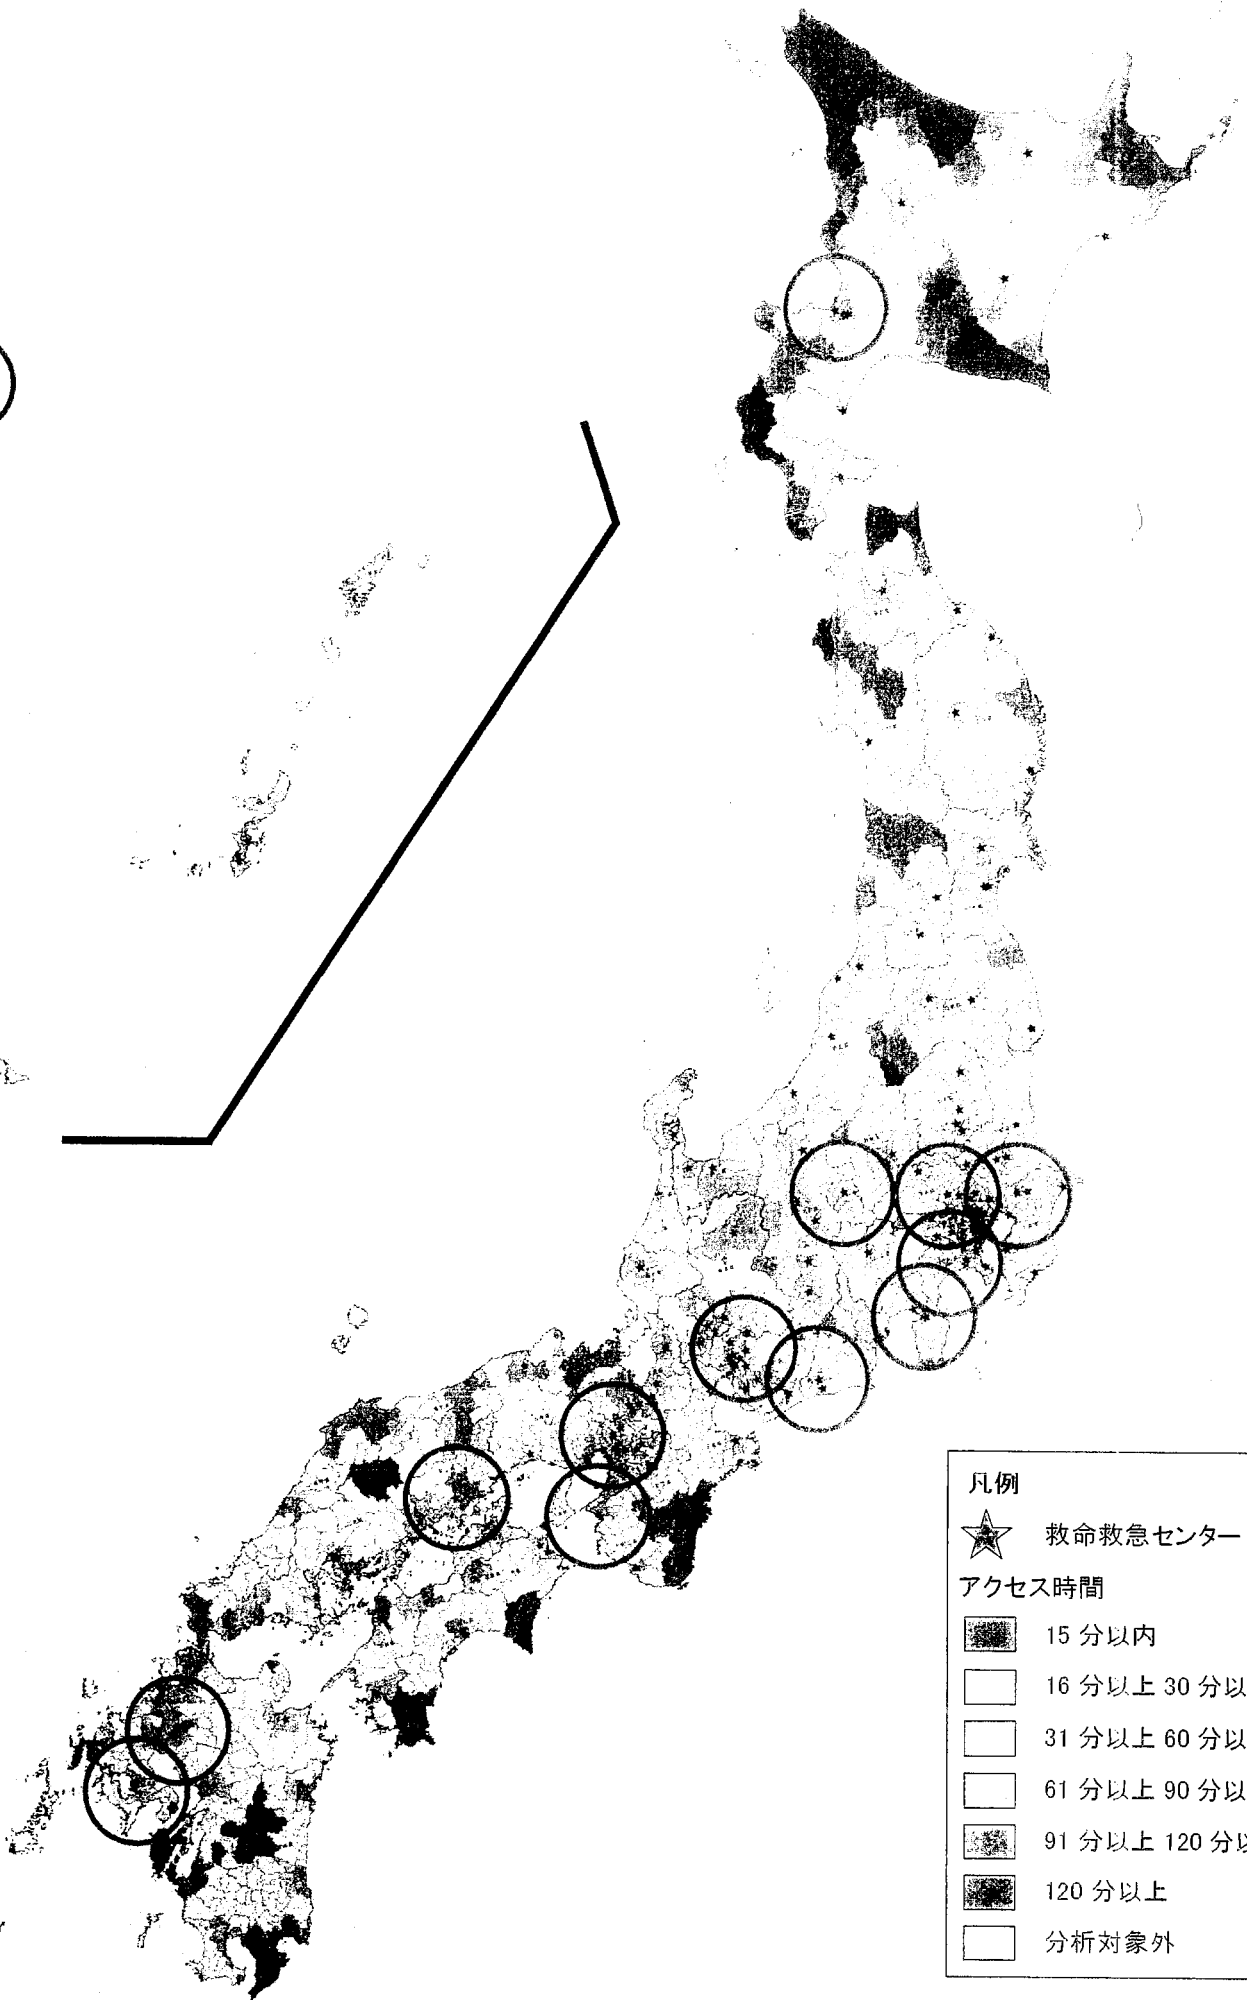 凡例
救命救急センター
アクセス時間
15 分以内
16 分以上 30 分以
31 分以上 60 分以
61 分以上 90 分以
91 分以上 120 分以
120 分以上
分析対象外